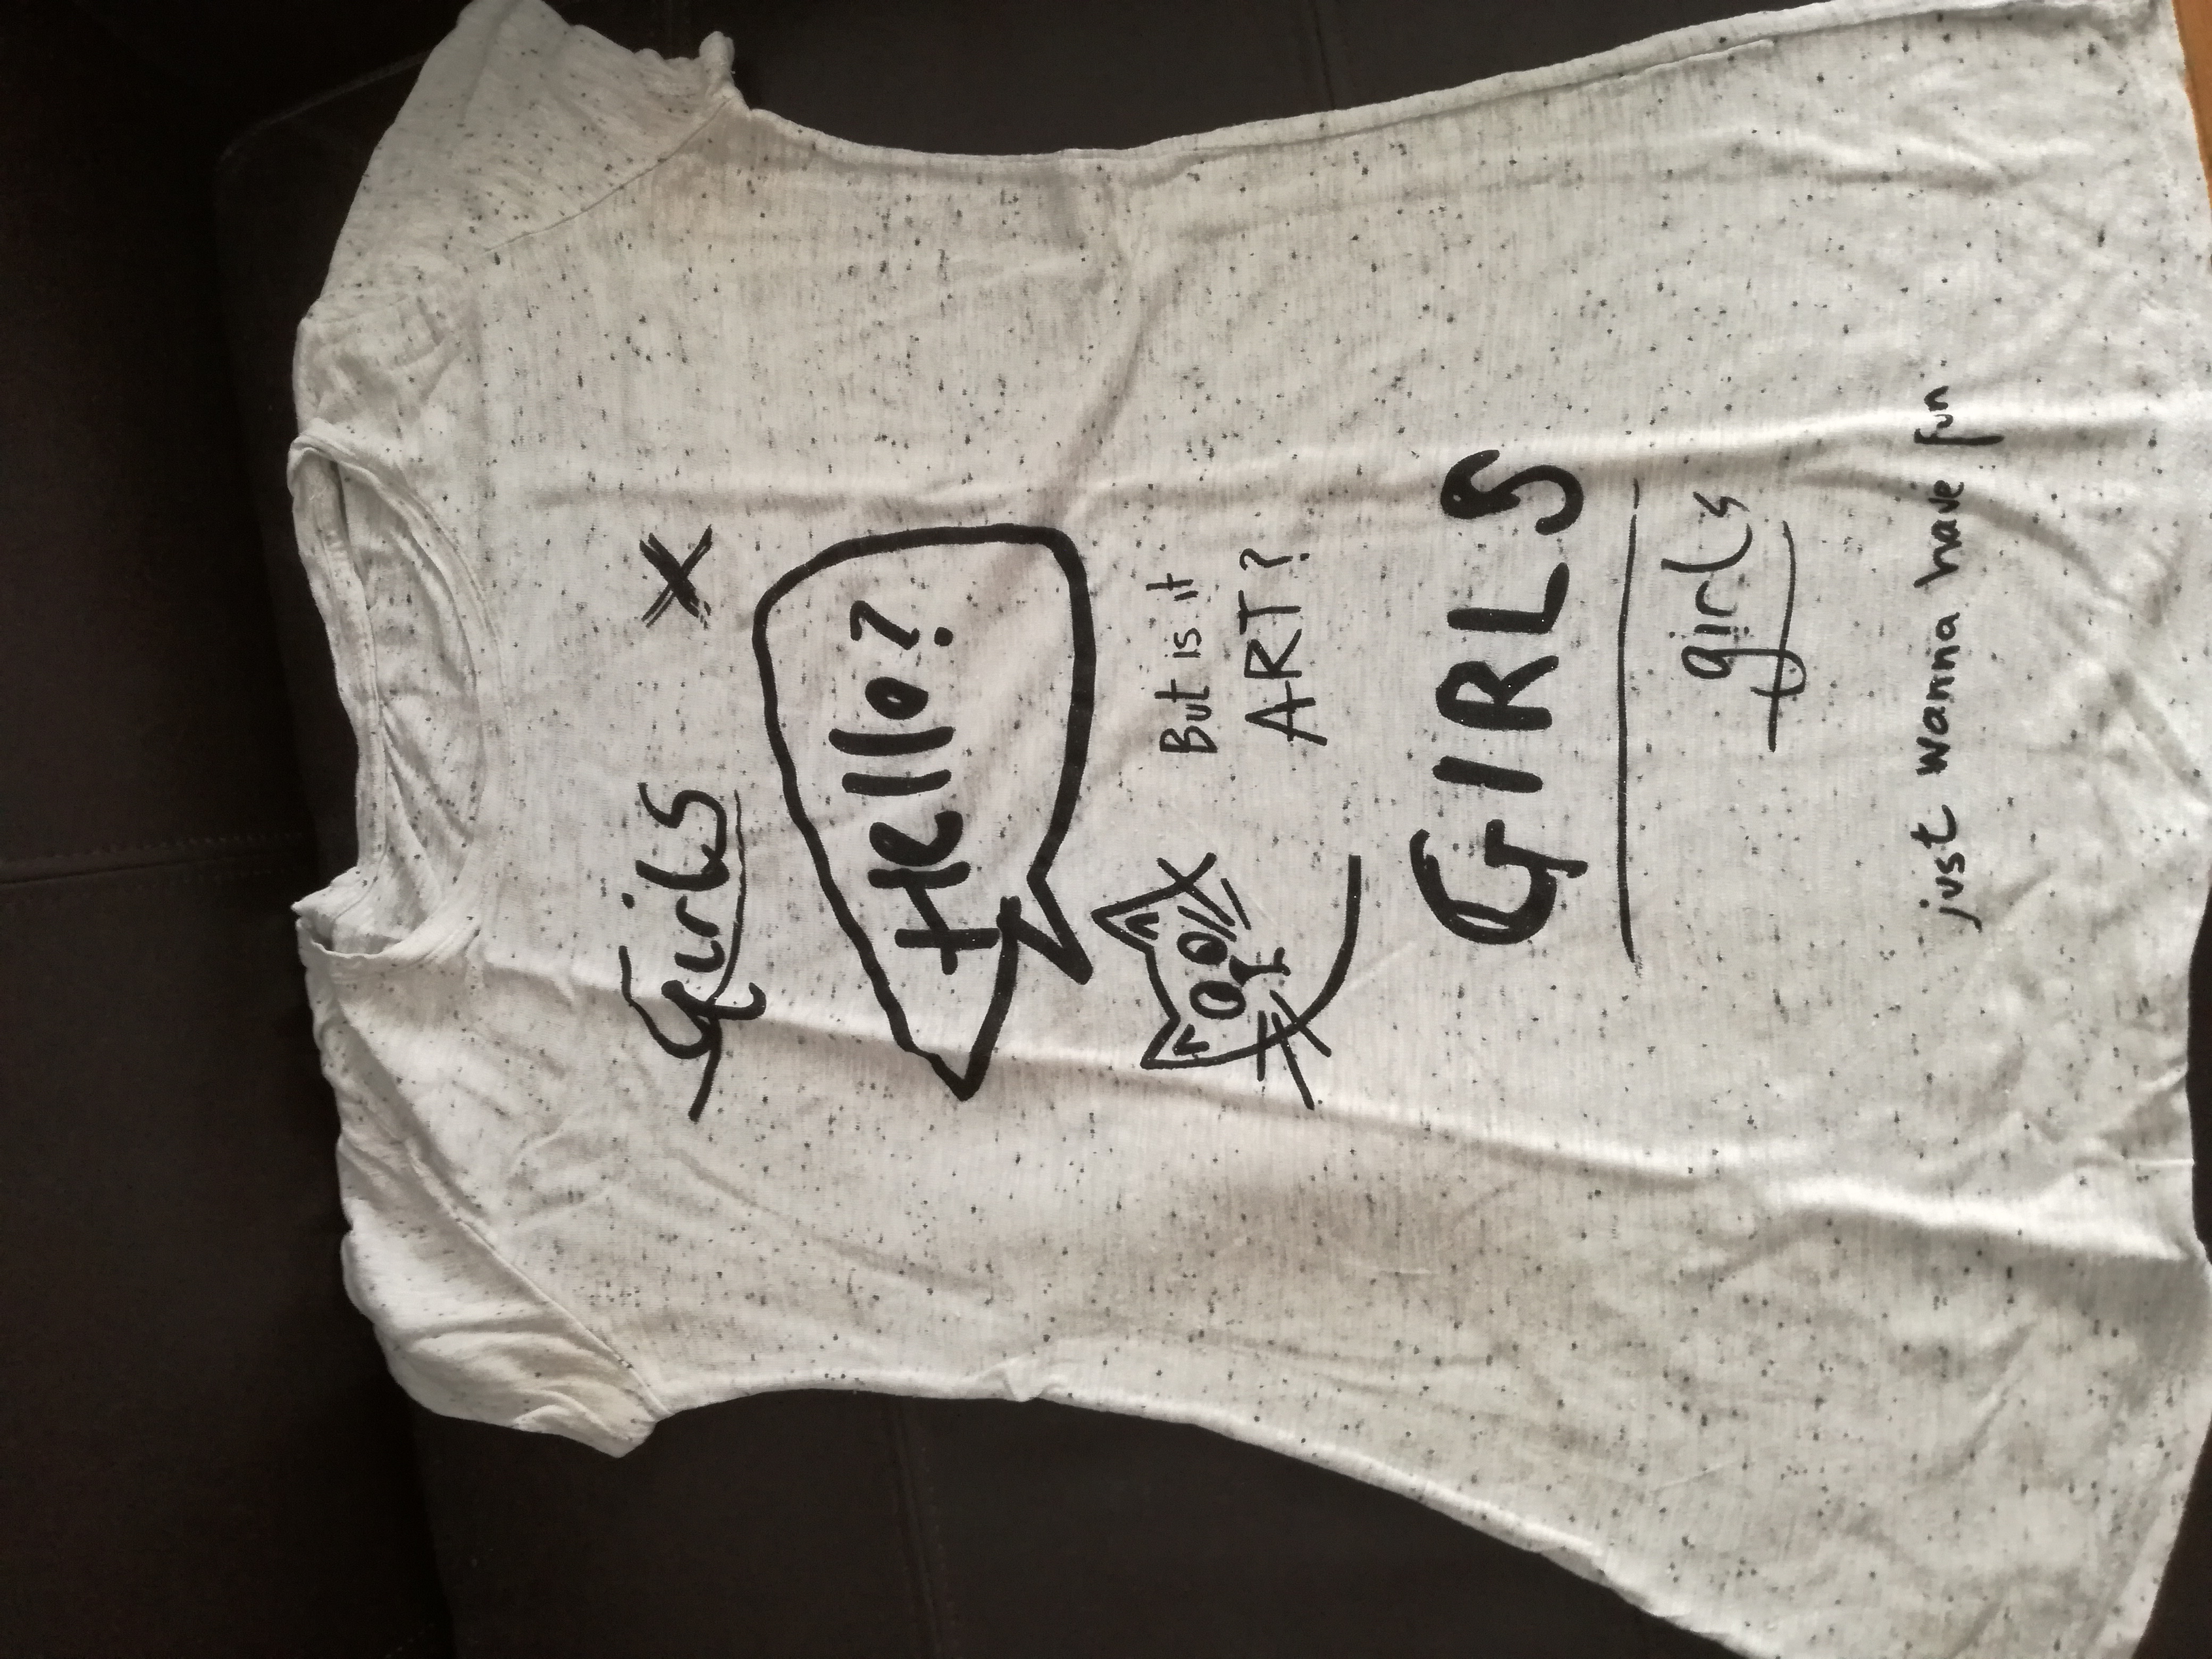 Girls X
Hello?
But is it
ART?
GIRLS
girls
just wanna have fun